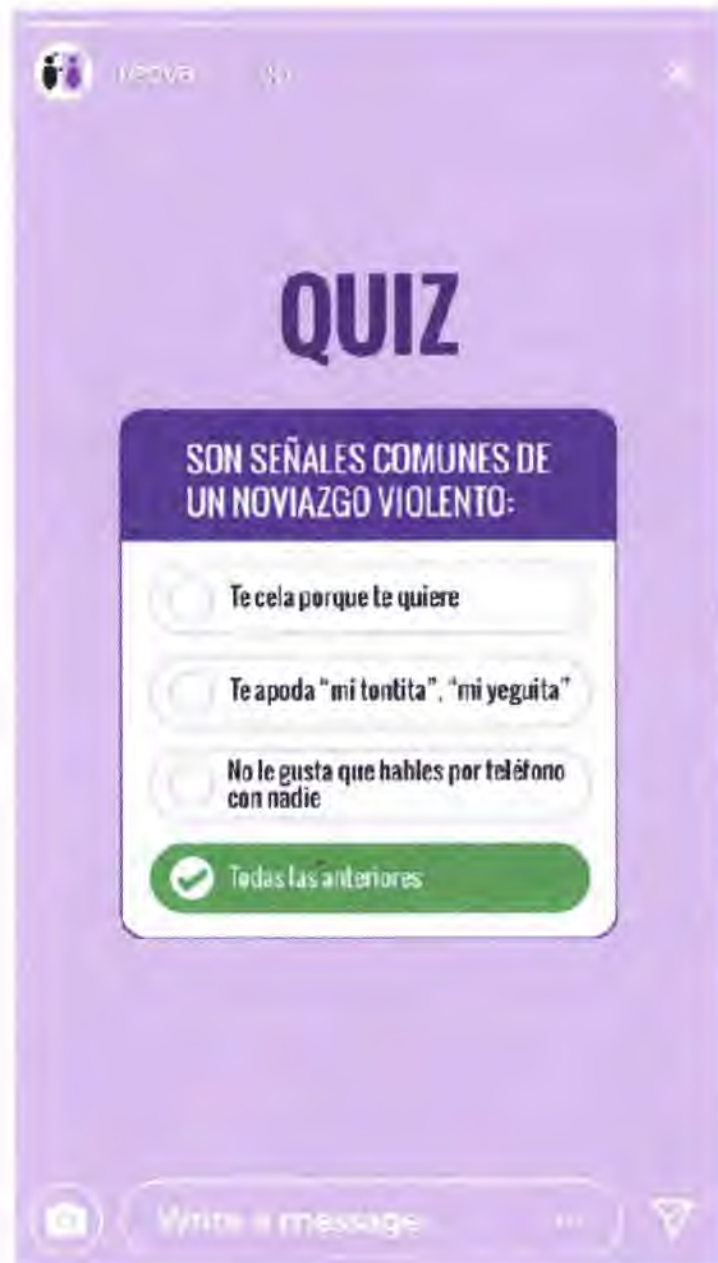 QUIZ
SON SEÑALES COMUNES DE
UN NOVIAZGO VIOLENTO:
Te cela porque te quiere
Te apoda "mi tontita", "mi yeguita"
No le gusta que hables por teléfono
con nadie
Todas las anteriores
Write a message